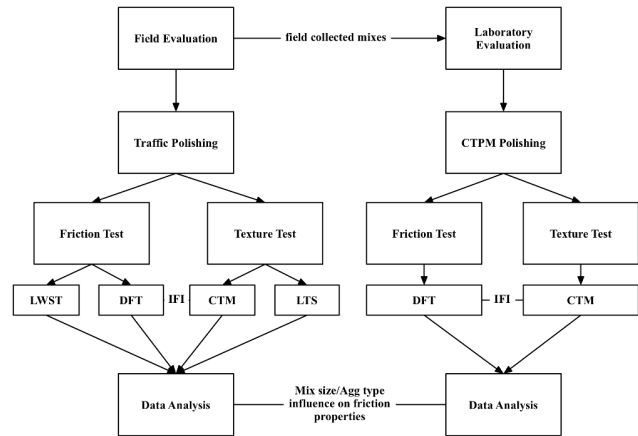 Field Evaluation
field collected mixes
Laboratory
Evaluation
Traffic Polishing
CTPM Polishing
Friction Test
Texture Test
Friction Test
Texture Test
LWST
DFT
IFI
CTM
LTS
DFT
IFI
CTM
Data Analysis
Mix size/Agg type
influence on friction
properties
Data Analysis